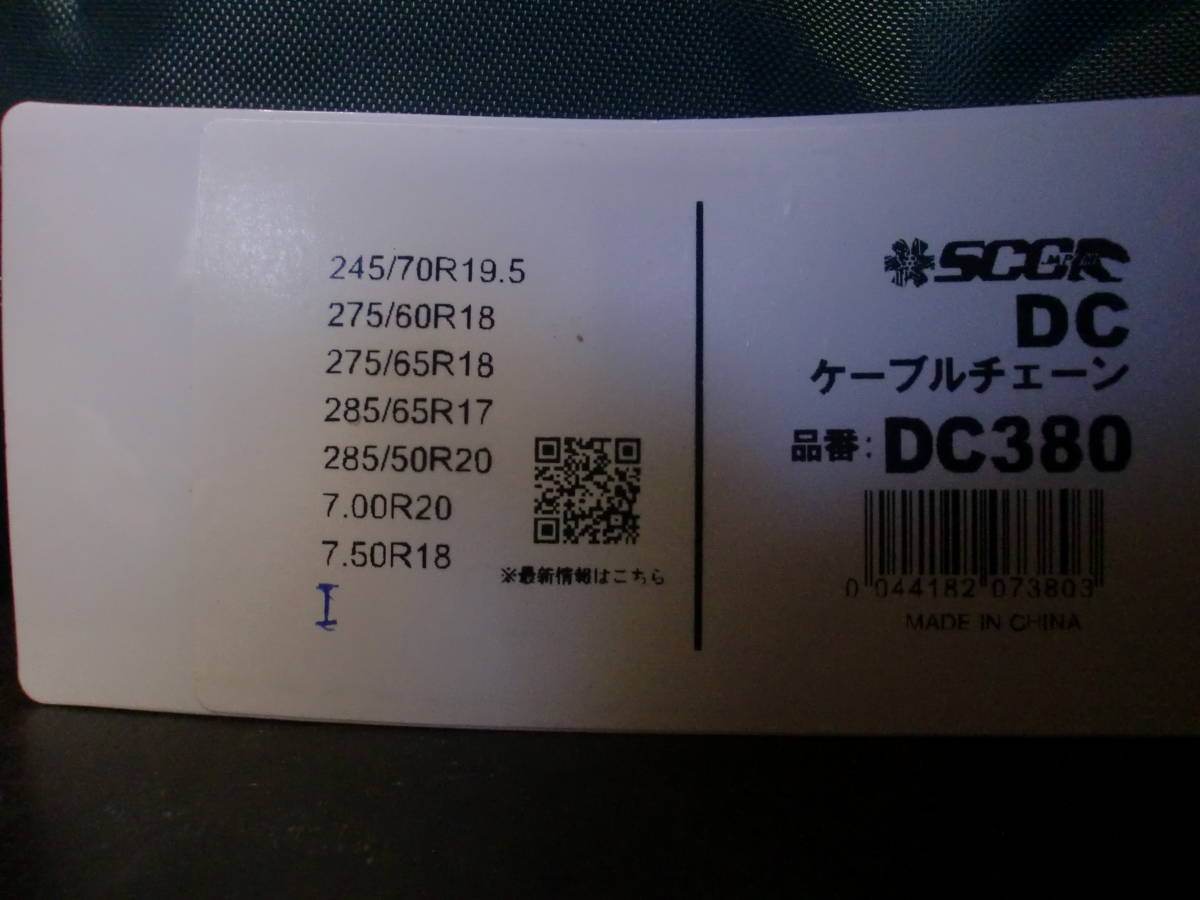 245/70R19.5
275/60R18
275/65R18
285/65R17
285/50R20
7.00R20
7.50R18
I
※最新情報はこちら
SCC
DC
ケーブルチェーン
品番: DC380
0 044182 073803
MADE IN CHINA